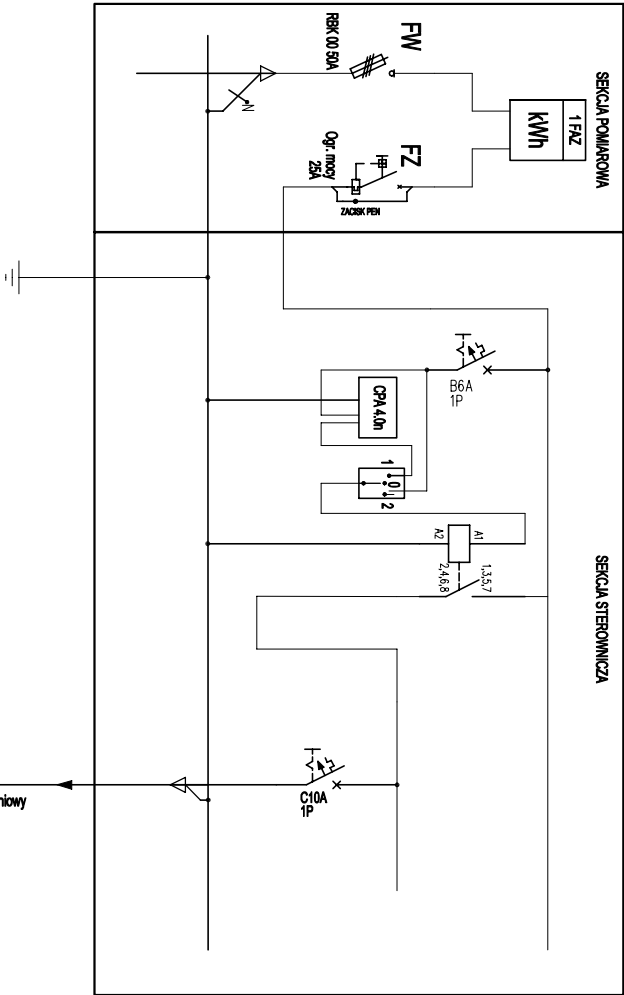 SEKCJA POMIAROWA
1 FAZ
kWh
FW
RBK 00 50A
N
FZ
Ogr. mocy
25A
ZACISK PEN
SEKCJA STEROWNICZA
B6A
1P
CPA 4.0n
1
0
2
A1
A2
1,3,5,7
2,4,6,8
C10A
1P
niowy